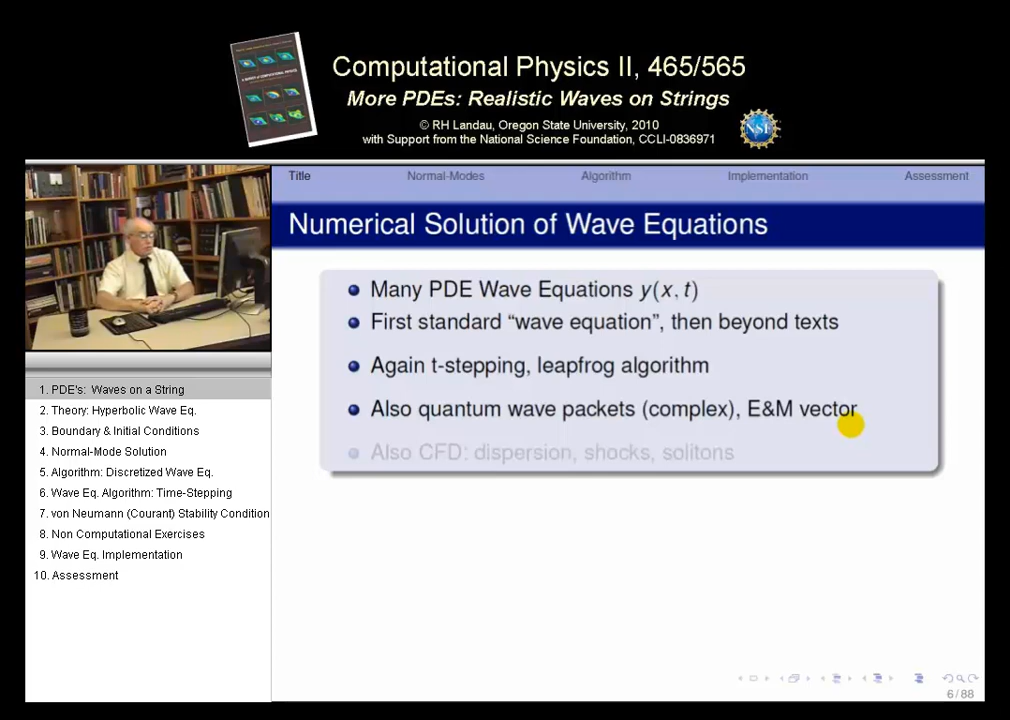 Computational Physics II, 465/565
More PDEs: Realistic Waves on Strings
© RH Landau, Oregon State University, 2010
with Support from the National Science Foundation, CCLI-0836971
NSF
Title Normal-Modes Algorithm Implementation Assessment
Numerical Solution of Wave Equations
Many PDE Wave Equations y(x, t)
First standard “wave equation”, then beyond texts
Again t-stepping, leapfrog algorithm
Also quantum wave packets (complex), E&M vector
Also CFD: dispersion, shocks, solitons
1. PDE's: Waves on a String
2. Theory: Hyperbolic Wave Eq.
3. Boundary & Initial Conditions
4. Normal-Mode Solution
5. Algorithm: Discretized Wave Eq.
6. Wave Eq. Algorithm: Time-Stepping
7. von Neumann (Courant) Stability Condition
8. Non Computational Exercises
9. Wave Eq. Implementation
10. Assessment
6/88